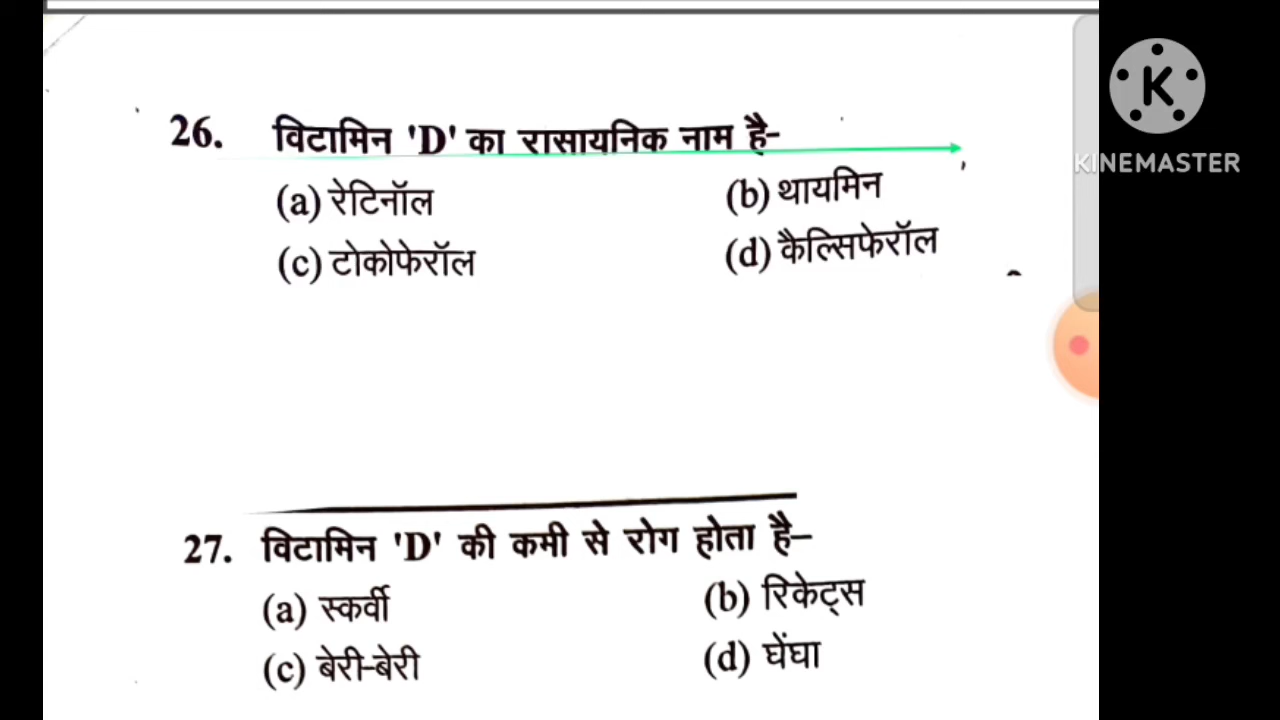 26. विटामिन 'D' का रासायनिक नाम है-
(a) रेटिनॉल (b) थायमिन
(c) टोकोफेरॉल (d) कैल्सिफेरॉल
27. विटामिन 'D' की कमी से रोग होता है–
(a) स्कर्वी (b) रिकेट्स
(c) बेरी-बेरी (d) घेंघा
K
KINEMASTER